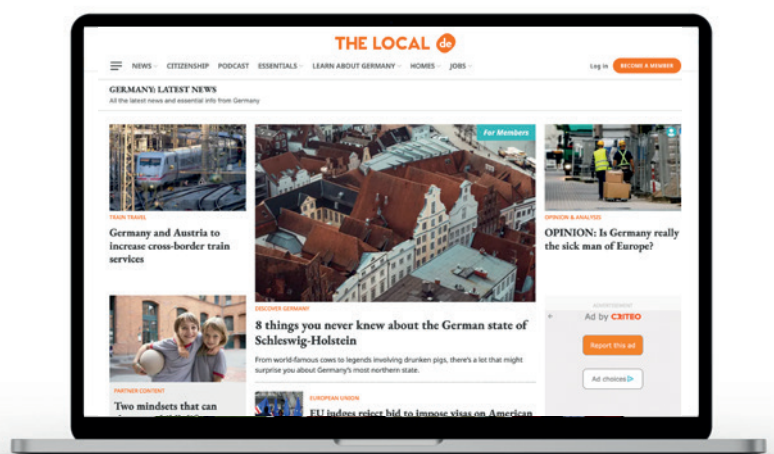 THE LOCAL de
NEWS CITIZENSHIP PODCAST ESSENTIALS LEARN ABOUT GERMANY HOMES JOBS Log in BECOME A MEMBER
GERMANY: LATEST NEWS
All the latest news and essential info from Germany
TRAIN TRAVEL
Germany and Austria to
increase cross-border train
services
PARTNER CONTENT
Two mindsets that can
For Members
DISCOVER GERMANY
8 things you never knew about the German state of
Schleswig-Holstein
From world-famous cows to legends involving drunken pigs, there's a lot that might
surprise you about Germany's most northern state.
EUROPEAN UNION
EU judges reject bid to impose visas on American
OPINION & ANALYSIS
OPINION: Is Germany really
the sick man of Europe?
ADVERTISEMENT
Ad by CRITEO
Report this ad
Ad choices